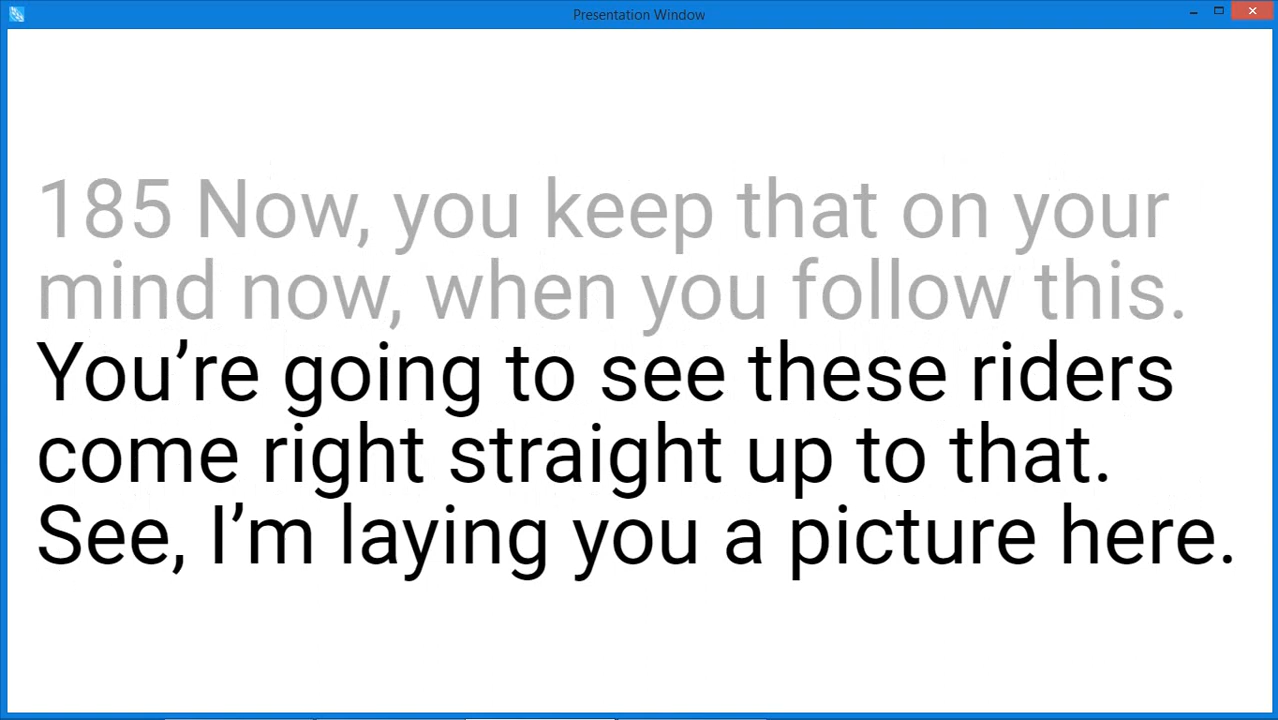 Presentation Window
185 Now, you keep that on your
mind now, when you follow this.
You’re going to see these riders
come right straight up to that.
See, I’m laying you a picture here.